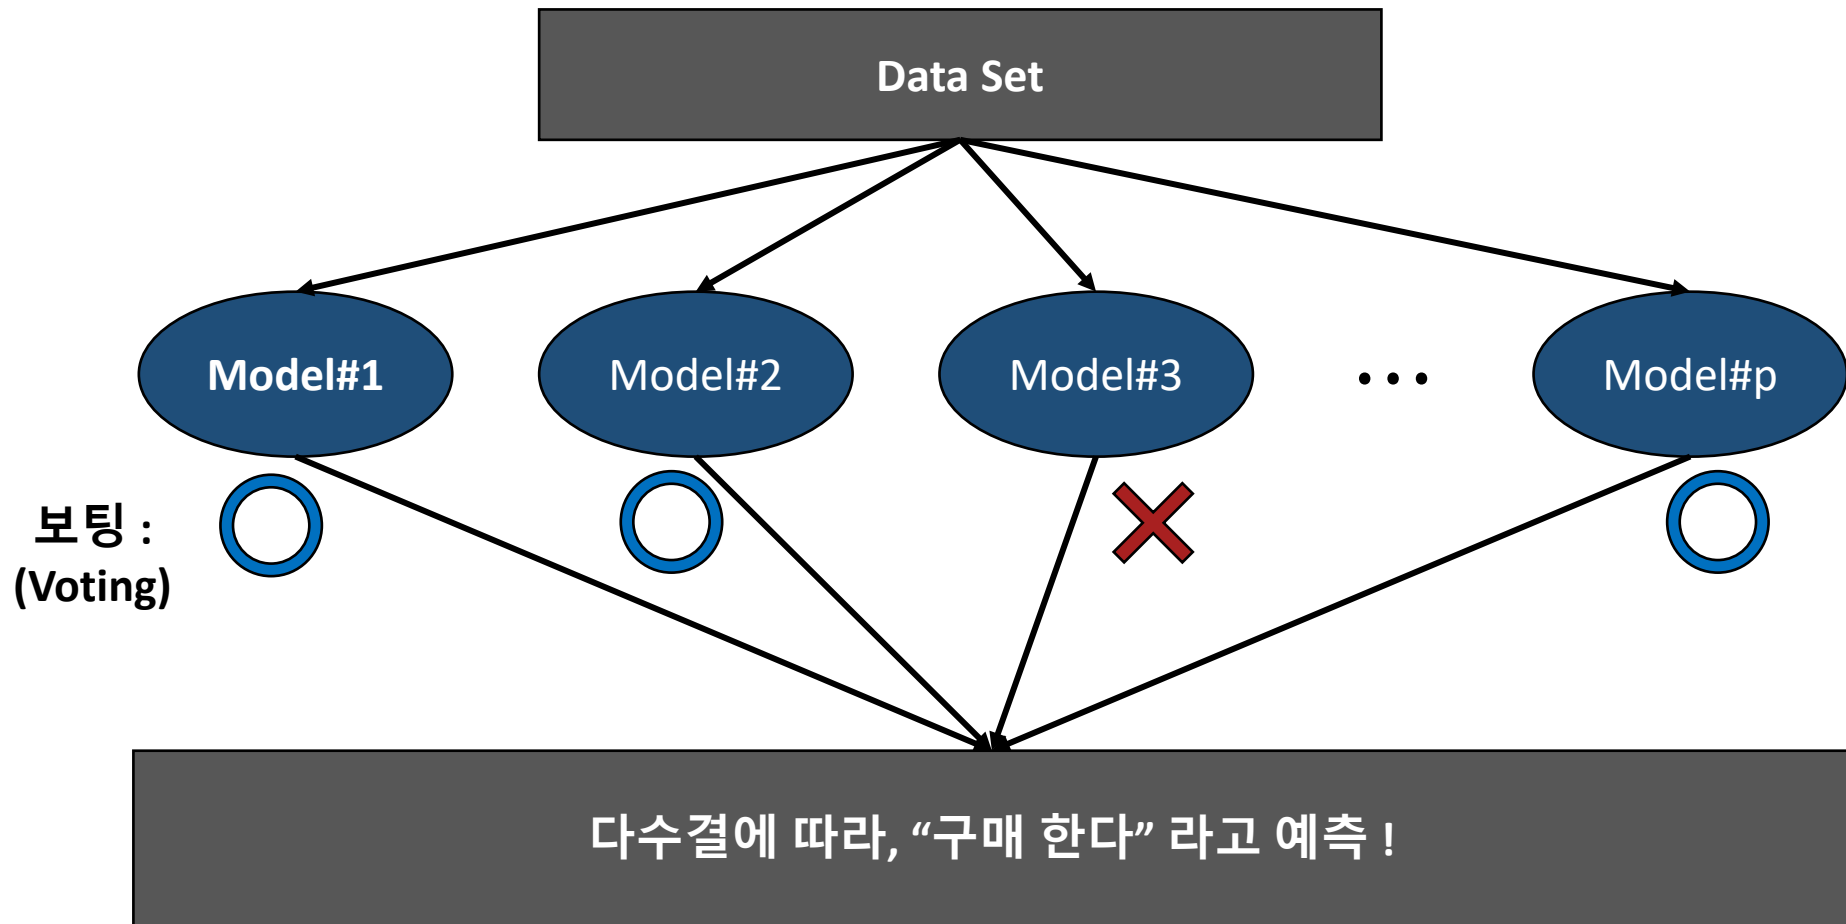 Data Set
Model#1
Model#2
Model#3
...
Model#p
보팅 :
(Voting)
다수결에 따라, “구매 한다” 라고 예측 !